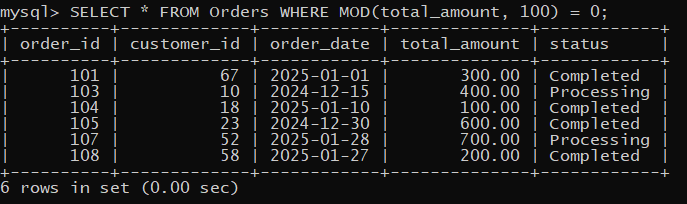 mysql> SELECT * FROM Orders WHERE MOD(total_amount, 100) = 0;
+----------+-------------+------------+--------------+------------+
| order_id | customer_id | order_date | total_amount | status     |
+----------+-------------+------------+--------------+------------+
|      101 |          67 | 2025-01-01 |       300.00 | Completed  |
|      103 |          10 | 2024-12-15 |       400.00 | Processing |
|      104 |          18 | 2025-01-10 |       100.00 | Completed  |
|      105 |          23 | 2024-12-30 |       600.00 | Completed  |
|      107 |          52 | 2025-01-28 |       700.00 | Processing |
|      108 |          58 | 2025-01-27 |       200.00 | Completed  |
+----------+-------------+------------+--------------+------------+
6 rows in set (0.00 sec)